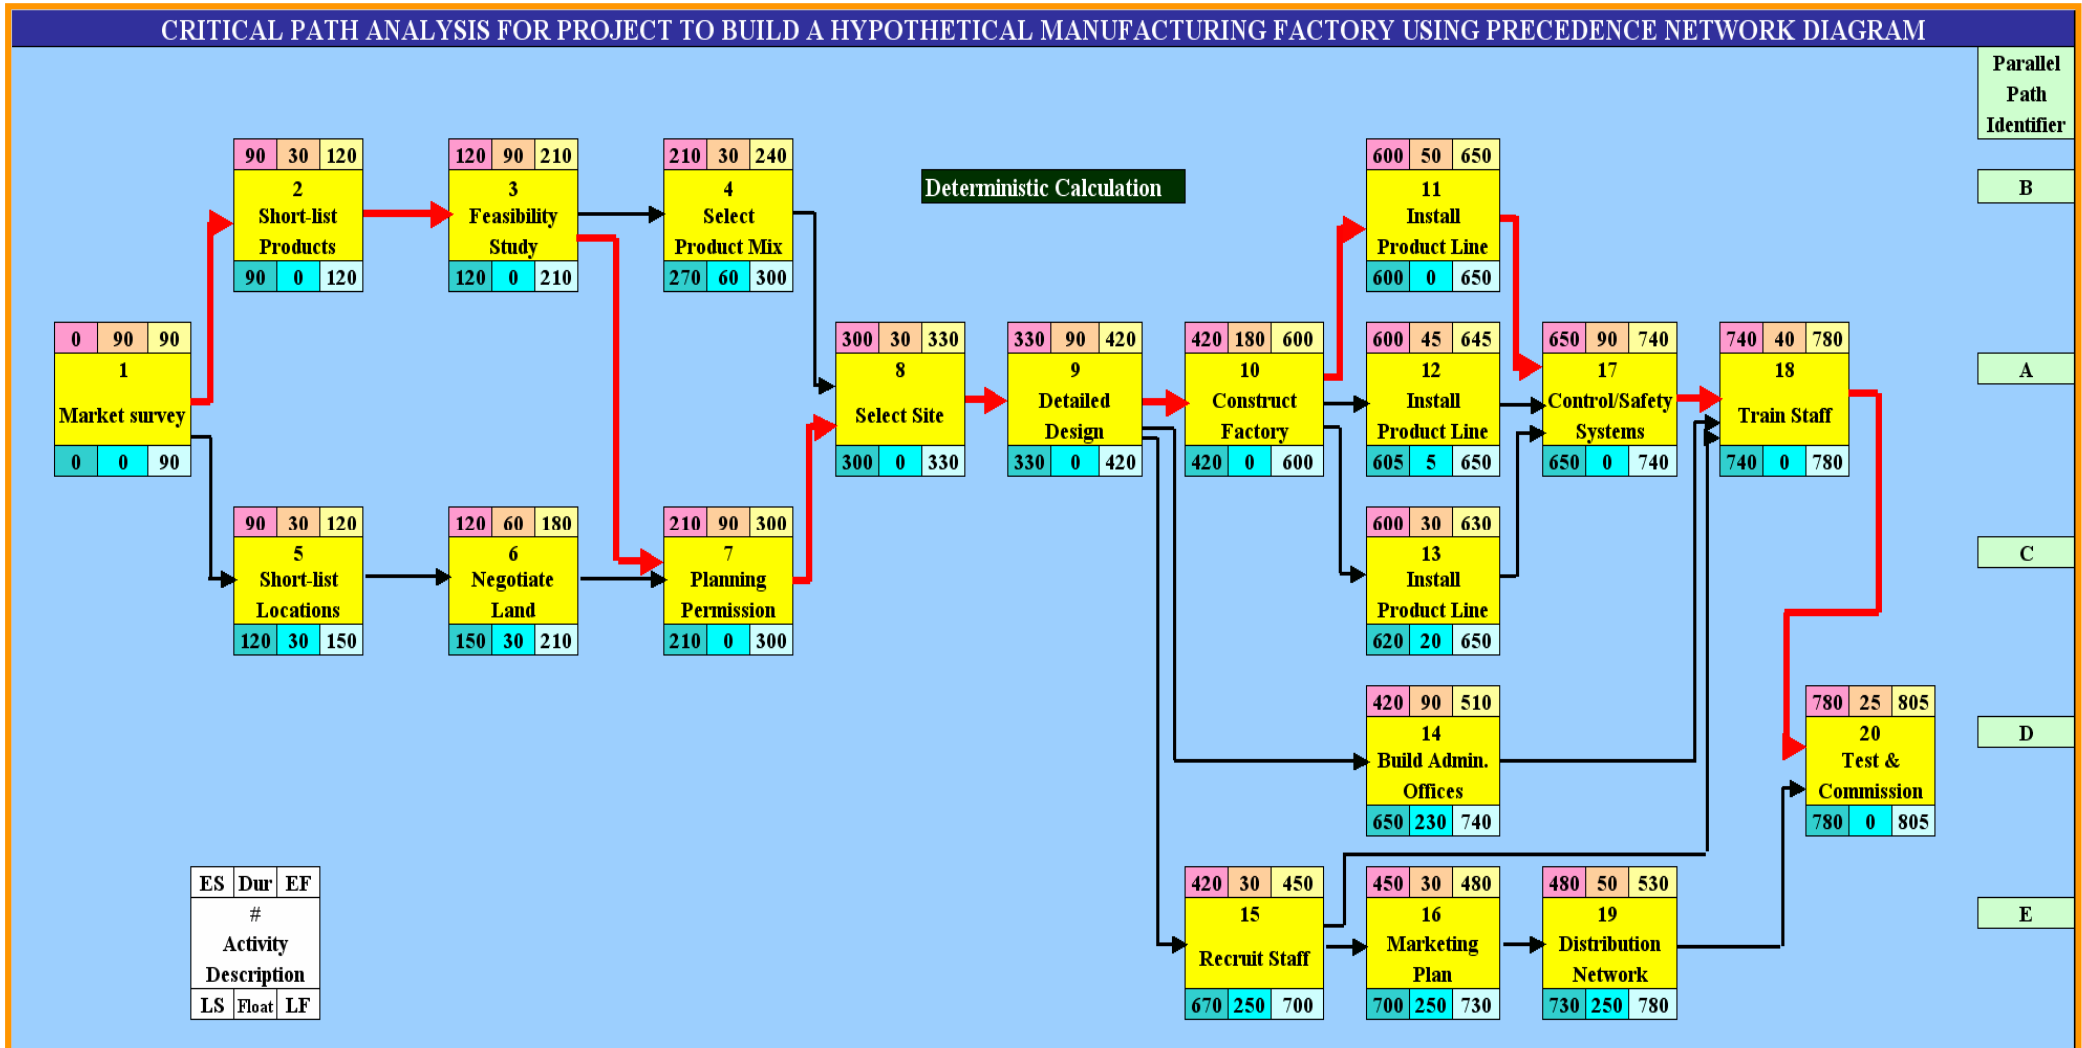 CRITICAL PATH ANALYSIS FOR PROJECT TO BUILD A HYPOTHETICAL MANUFACTURING FACTORY USING PRECEDENCE NETWORK DIAGRAM
Parallel
Path
Identifier
90 30 120
2
Short-list
Products
90 0 120
120 90 210
3
Feasibility
Study
120 0 210
210 30 240
4
Select
Product Mix
270 60 300
Deterministic Calculation
600 50 650
11
Install
Product Line
600 0 650
B
0 90 90
1
Market survey
0 0 90
300 30 330
8
Select Site
300 0 330
330 90 420
9
Detailed
Design
330 0 420
420 180 600
10
Construct
Factory
420 0 600
600 45 645
12
Install
Product Line
605 5 650
650 90 740
17
Control/Safety
Systems
650 0 740
740 40 780
18
Train Staff
740 0 780
A
90 30 120
5
Short-list
Locations
120 30 150
120 60 180
6
Negotiate
Land
150 30 210
210 90 300
7
Planning
Permission
210 0 300
600 30 630
13
Install
Product Line
620 20 650
C
420 90 510
14
Build Admin.
Offices
650 230 740
780 25 805
20
Test &
Commission
780 0 805
D
ES Dur EF
#
Activity
Description
LS Float LF
420 30 450
15
Recruit Staff
670 250 700
450 30 480
16
Marketing
Plan
700 250 730
480 50 530
19
Distribution
Network
730 250 780
E